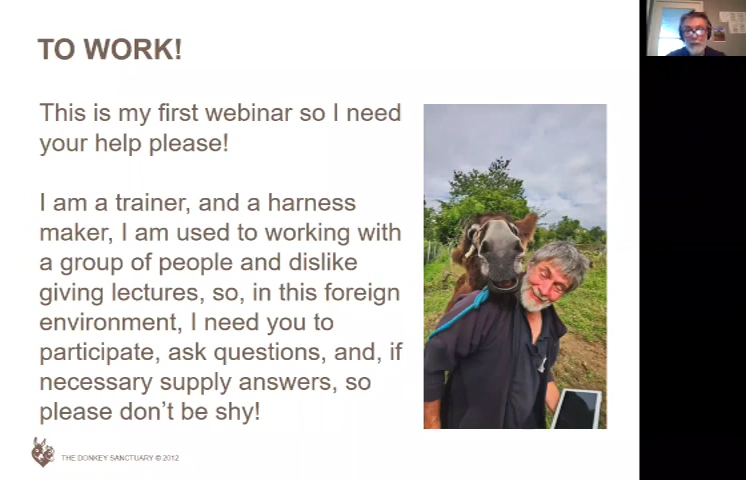 TO WORK!
This is my first webinar so I need
your help please!
I am a trainer, and a harness
maker, I am used to working with
a group of people and dislike
giving lectures, so, in this foreign
environment, I need you to
participate, ask questions, and, if
necessary supply answers, so
please don't be shy!
THE DONKEY SANCTUARY © 2012